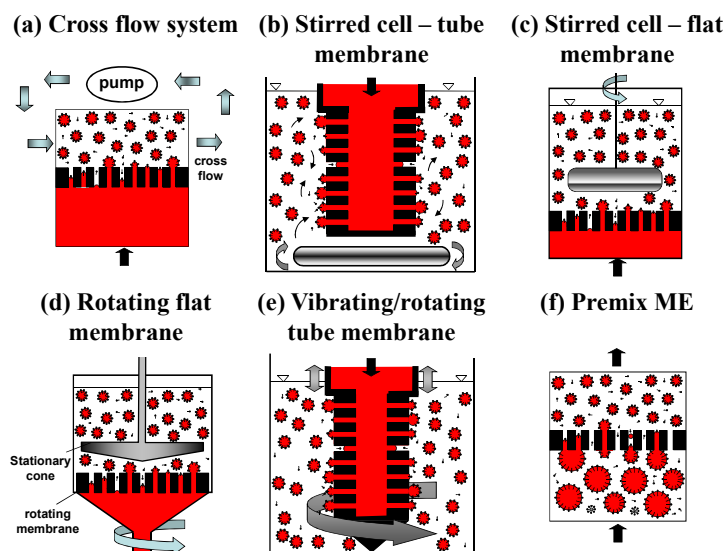 (a) Cross flow system
pump
cross
flow
(b) Stirred cell – tube
membrane
(c) Stirred cell – flat
membrane
(d) Rotating flat
membrane
Stationary
cone
rotating
membrane
(e) Vibrating/rotating
tube membrane
(f) Premix ME